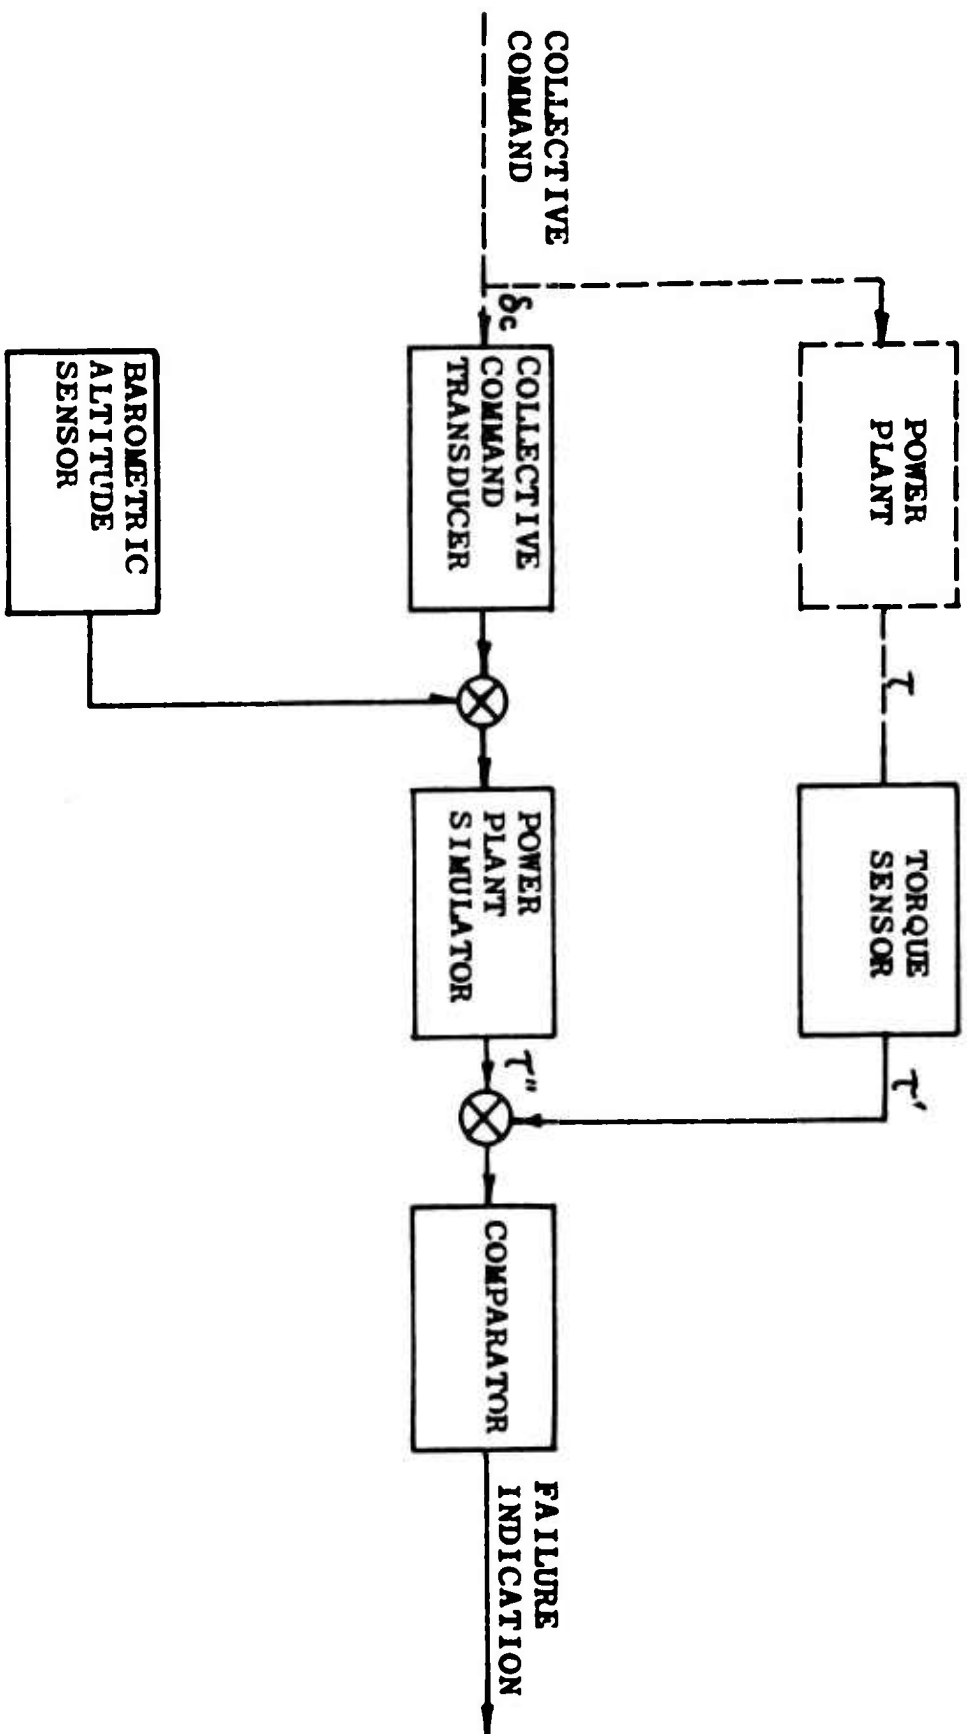 COLLECTIVE
COMMAND
δc
POWER
PLANT
τ
TORQUE
SENSOR
τ'
COLLECTIVE
COMMAND
TRANSDUCER
POWER
PLANT
SIMULATOR
τ"
COMPARATOR
FAILURE
INDICATION
BAROMETRIC
ALTITUDE
SENSOR